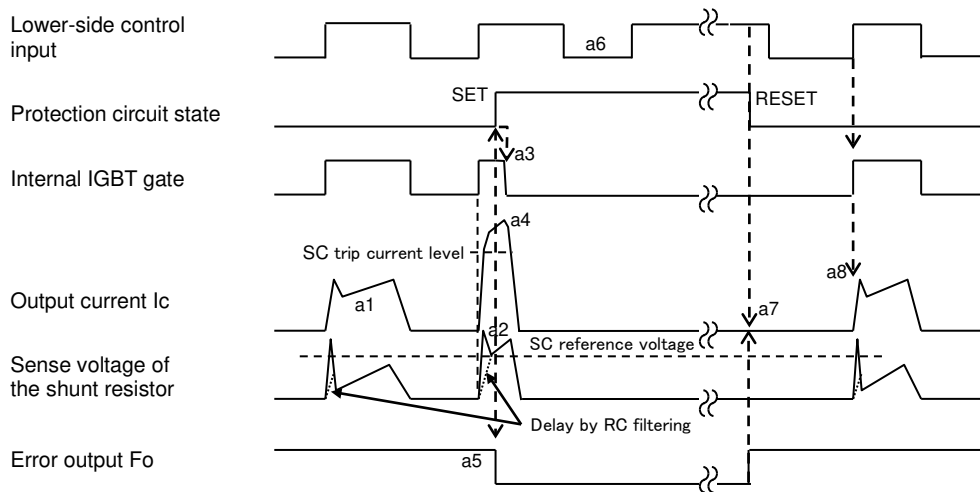 Lower-side control
input
a6
SET
RESET
Protection circuit state
a3
Internal IGBT gate
a4
SC trip current level
a8
Output current Ic
a1
a7
a2
SC reference voltage
Sense voltage of
the shunt resistor
Delay by RC filtering
Error output Fo
a5